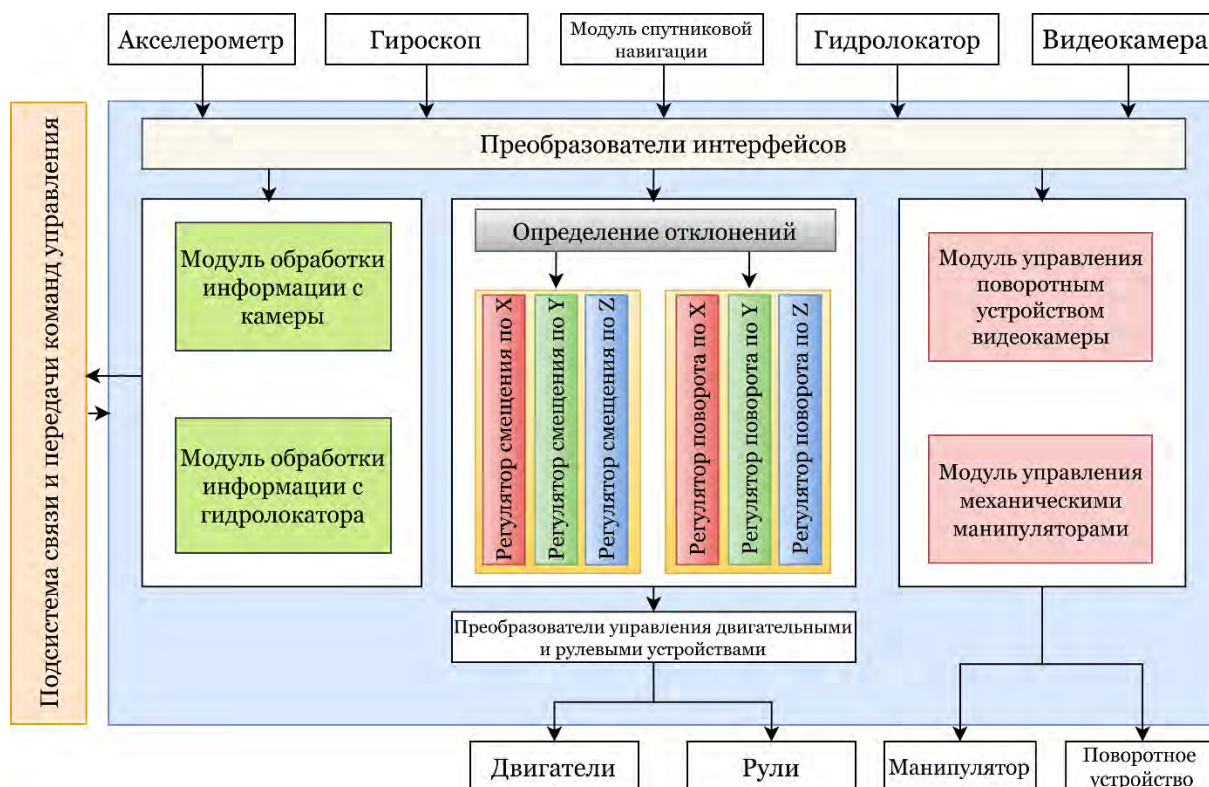 Акселерометр
Гироскоп
Модуль спутниковой
навигации
Гидролокатор
Видеокамера
Подсистема связи и передачи команд управления
Преобразователи интерфейсов
Модуль обработки
информации с
камеры
Модуль обработки
информации с
гидролокатора
Определение отклонений
Регулятор смещения по X
Регулятор смещения по Y
Регулятор смещения по Z
Регулятор поворота по X
Регулятор поворота по Y
Регулятор поворота по Z
Модуль управления
поворотным
устройством
видеокамеры
Модуль управления
механическими
манипуляторами
Преобразователи управления двигательными
и рулевыми устройствами
Двигатели
Рули
Манипулятор
Поворотное
устройство